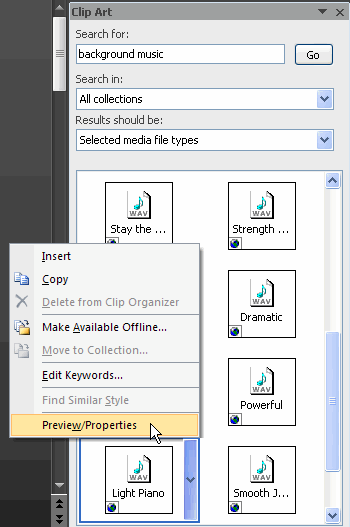 Clip Art
Search for:
background music
Go
Search in:
All collections
Results should be:
Selected media file types
WAV
Stay the ...
WAV
Strength ...
Insert
Copy
Delete from Clip Organizer
Make Available Offline...
Move to Collection...
Edit Keywords...
Find Similar Style
Preview/Properties
WAV
Dramatic
WAV
Powerful
WAV
Light Piano
WAV
Smooth J...